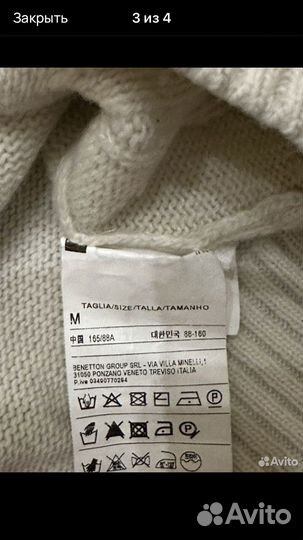 Закрыть 3 из 4
TAGLIA/SIZE/TALLA/TAMANHO
M
中国 165/88A 대한민국 88-160
BENETTON GROUP SRL - VIA VILLA MINELLI,1
31050 PONZANO VENETO TREVISO ITALIA
P.iva 03490770264
Avito
Avito